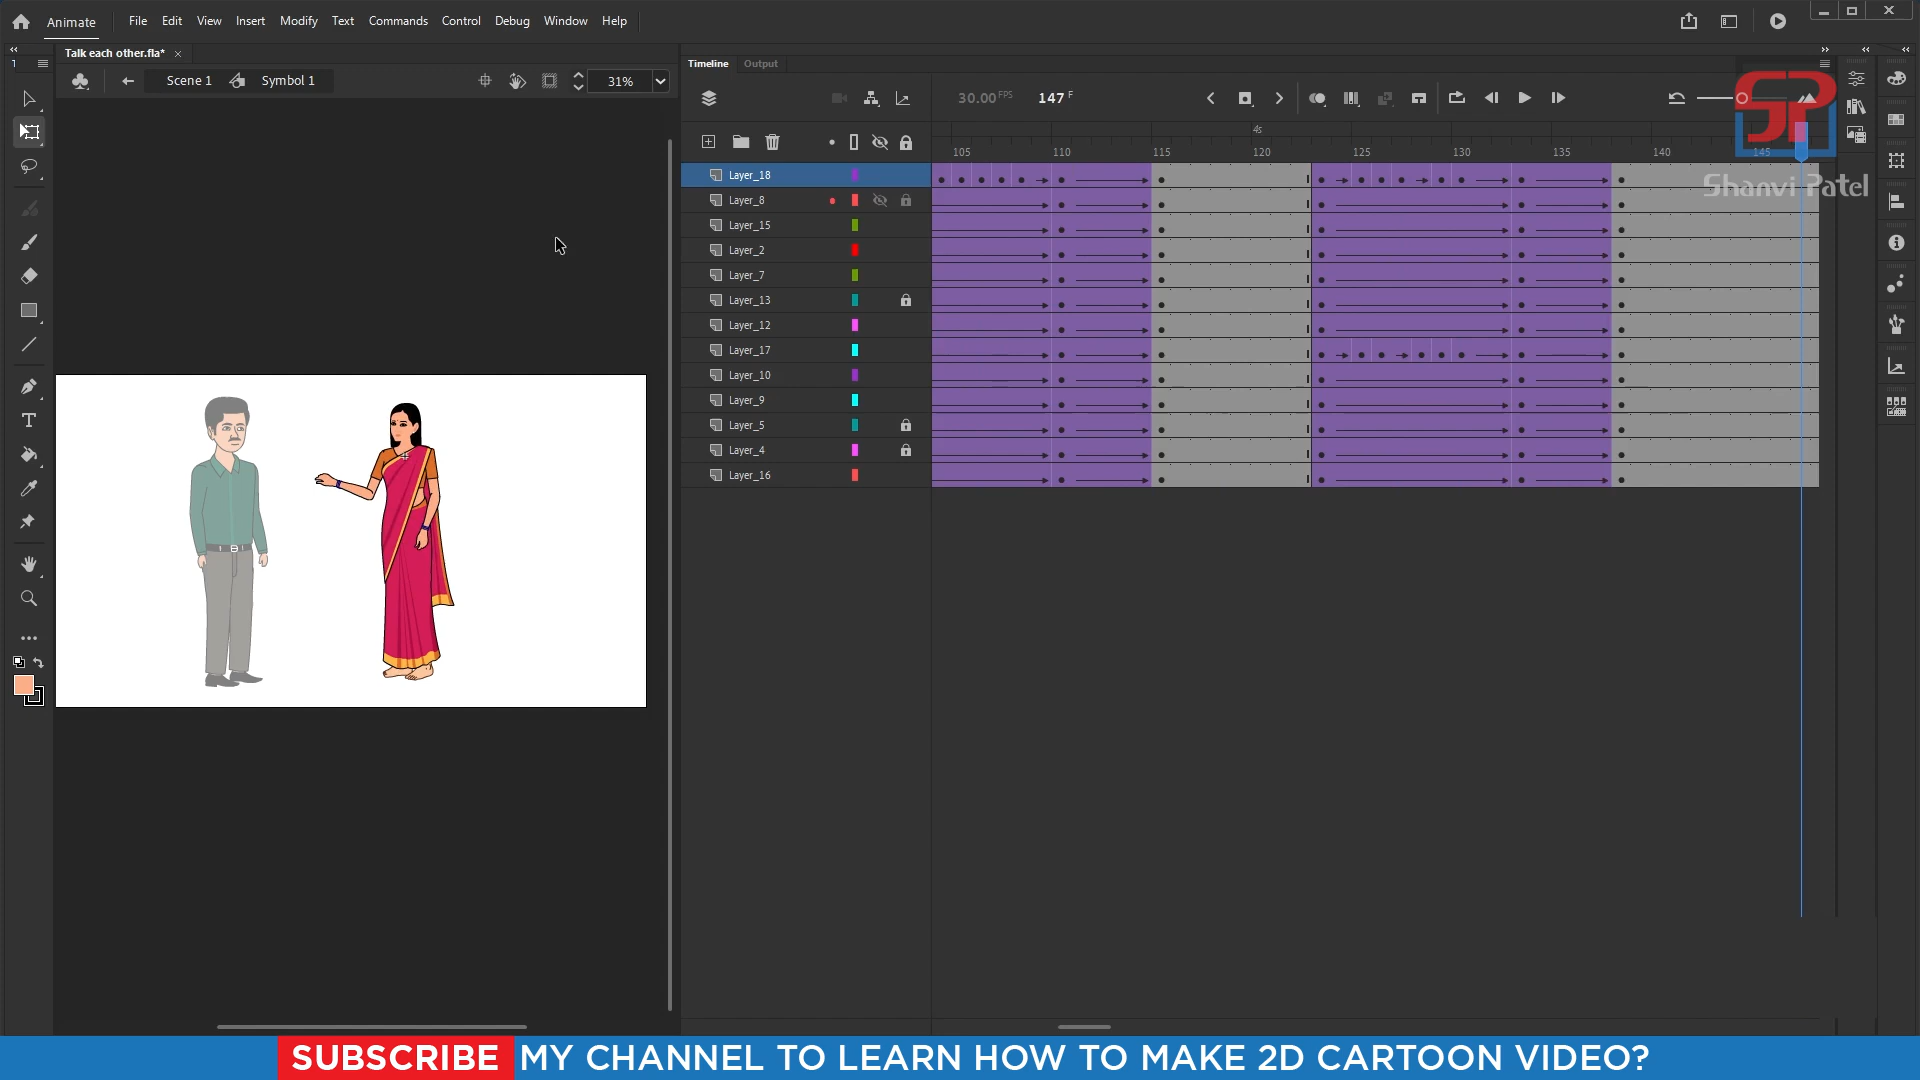 Animate File Edit View Insert Modify Text Commands Control Debug Window Help
Talk each other.fla*
Scene 1 Symbol 1 31%
Timeline Output
30.00 FPS 147 F
4s
105 110 115 120 125 130 135 140 145
SP
Shanvi Patel
Layer_18
Layer_8
Layer_15
Layer_2
Layer_7
Layer_13
Layer_12
Layer_17
Layer_10
Layer_9
Layer_5
Layer_4
Layer_16
SUBSCRIBE MY CHANNEL TO LEARN HOW TO MAKE 2D CARTOON VIDEO?